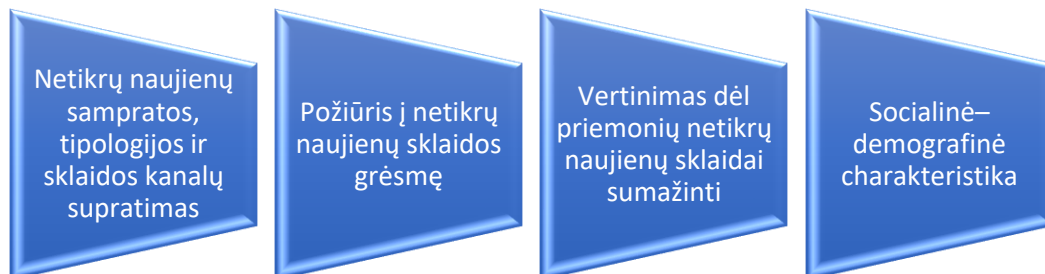 Netikrų naujienų
sampratos,
tipologijos ir
sklaidos kanalų
supratimas
Požiūris į netikrų
naujienų sklaidos
grėsmę
Vertinimas dėl
priemonių netikrų
naujienų sklaidai
sumažinti
Socialinė–
demografinė
charakteristika